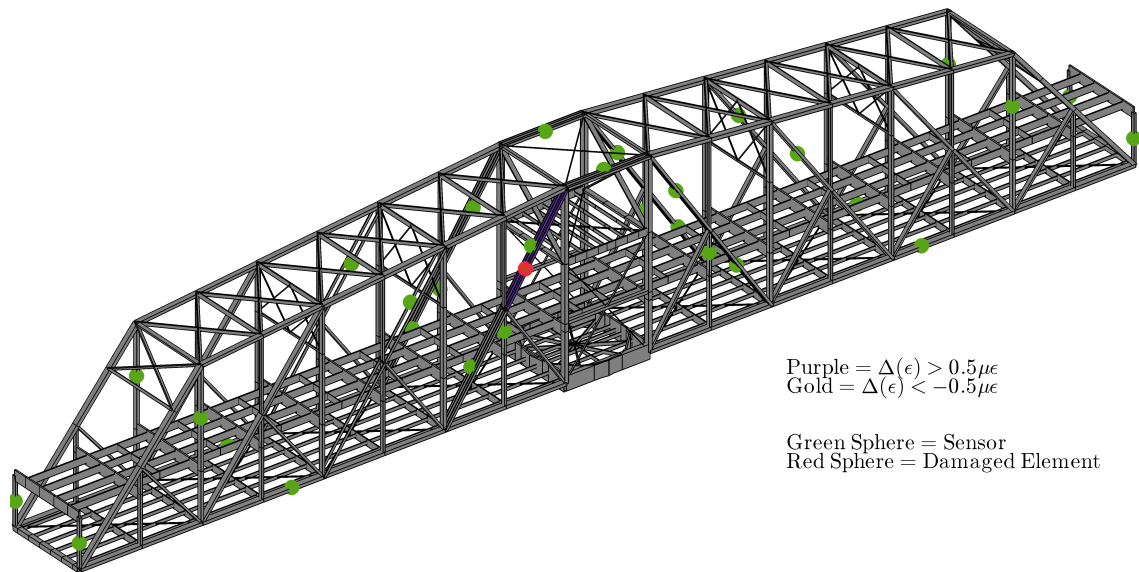 Purple = Δ(ϵ) > 0.5μϵ
Gold = Δ(ϵ) < −0.5μϵ
Green Sphere = Sensor
Red Sphere = Damaged Element